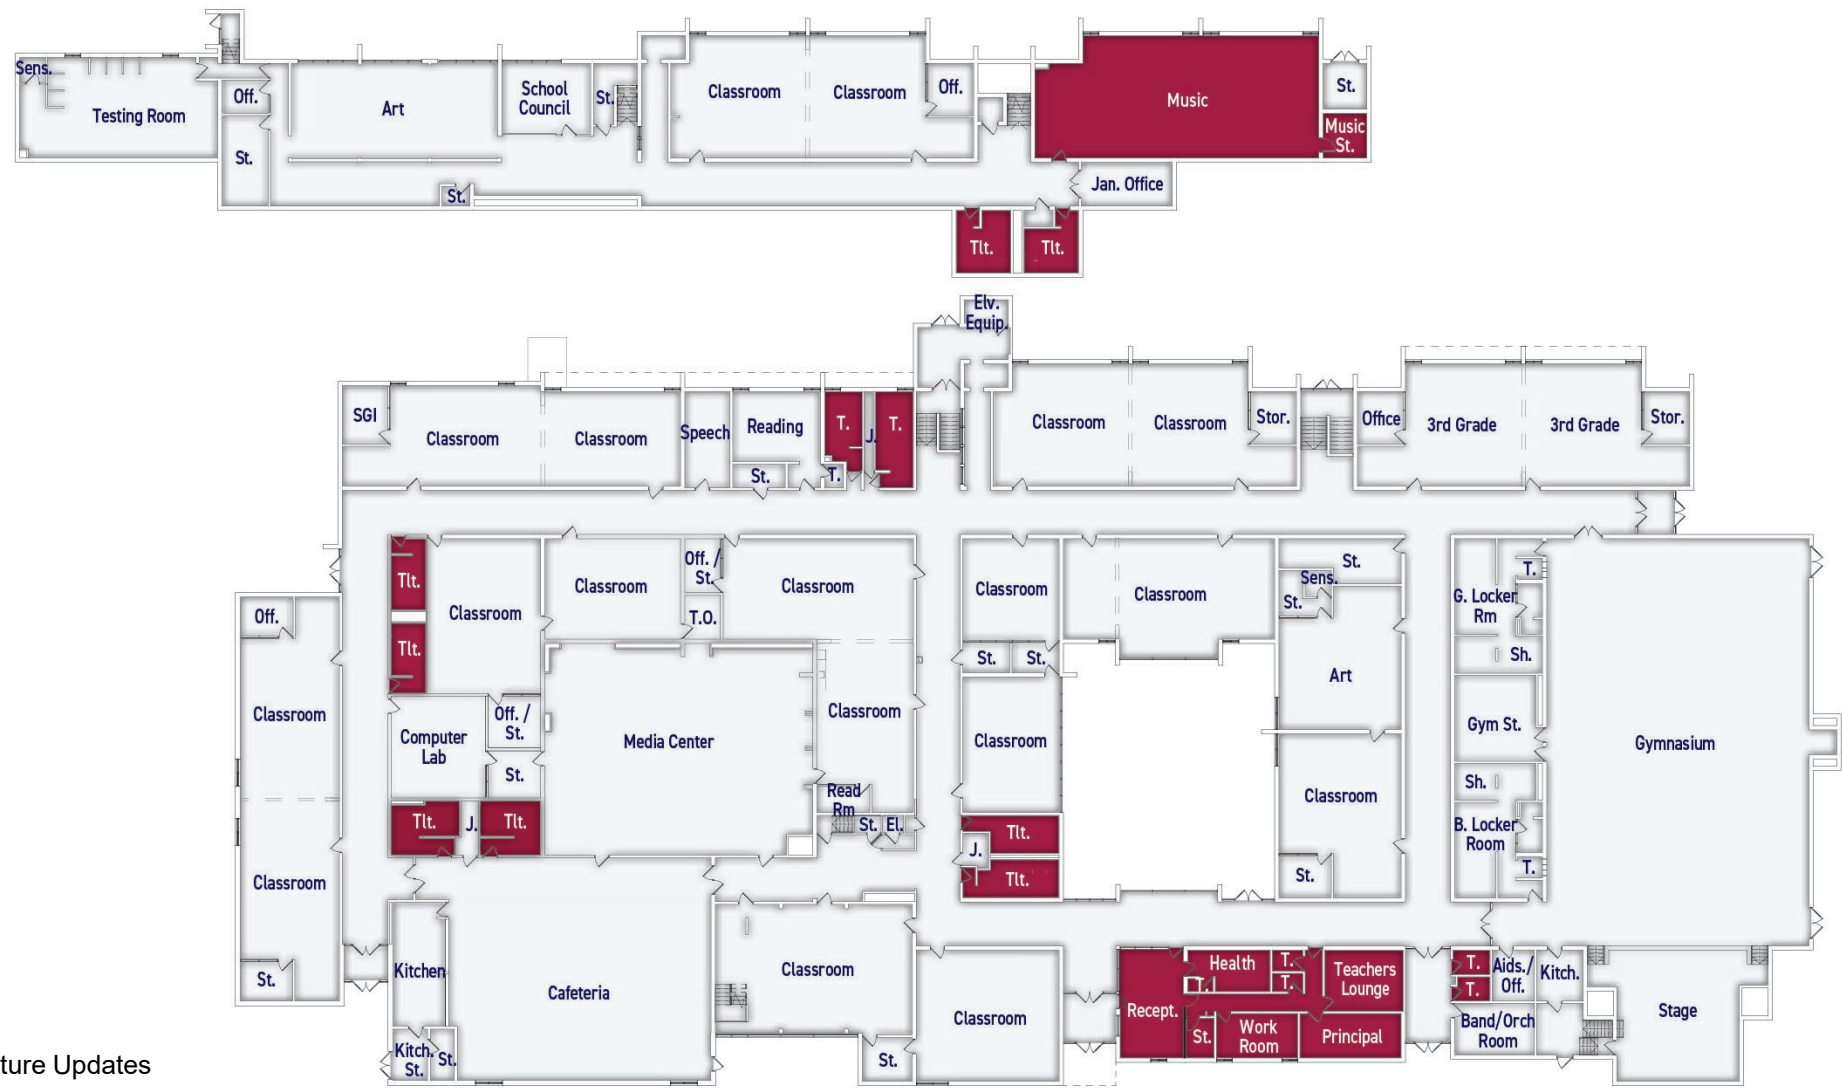 Sens.
Testing Room
Off.
St.
Art
School
Council
St.
St.
Classroom
Classroom
Off.
Music
St.
Music
St.
Jan. Office
Tlt.
Tlt.
Elv.
Equip.
SGI
Classroom
Classroom
Speech
Reading
St.
T.
T.
J.
T.
Classroom
Classroom
Stor.
Office
3rd Grade
3rd Grade
Stor.
Tlt.
Tlt.
Classroom
Classroom
Off. /
St.
T.O.
Classroom
Classroom
St.
St.
Classroom
Sens.
St.
St.
G. Locker
Rm
T.
Sh.
Off.
Classroom
Computer
Lab
Off. /
St.
St.
Media Center
Classroom
Classroom
Art
Gym St.
Gymnasium
Tlt.
J.
Tlt.
Read
Rm
St.
El.
Tlt.
J.
Tlt.
Classroom
St.
Sh.
B. Locker
Room
T.
Classroom
St.
Kitchen
Cafeteria
Kitch.
St.
St.
Classroom
St.
Classroom
Recept.
Health
T.
T.
T.
Teachers
Lounge
St.
Work
Room
Principal
T.
T.
Aids./
Off.
Kitch.
Band/Orch
Room
Stage
ture Updates